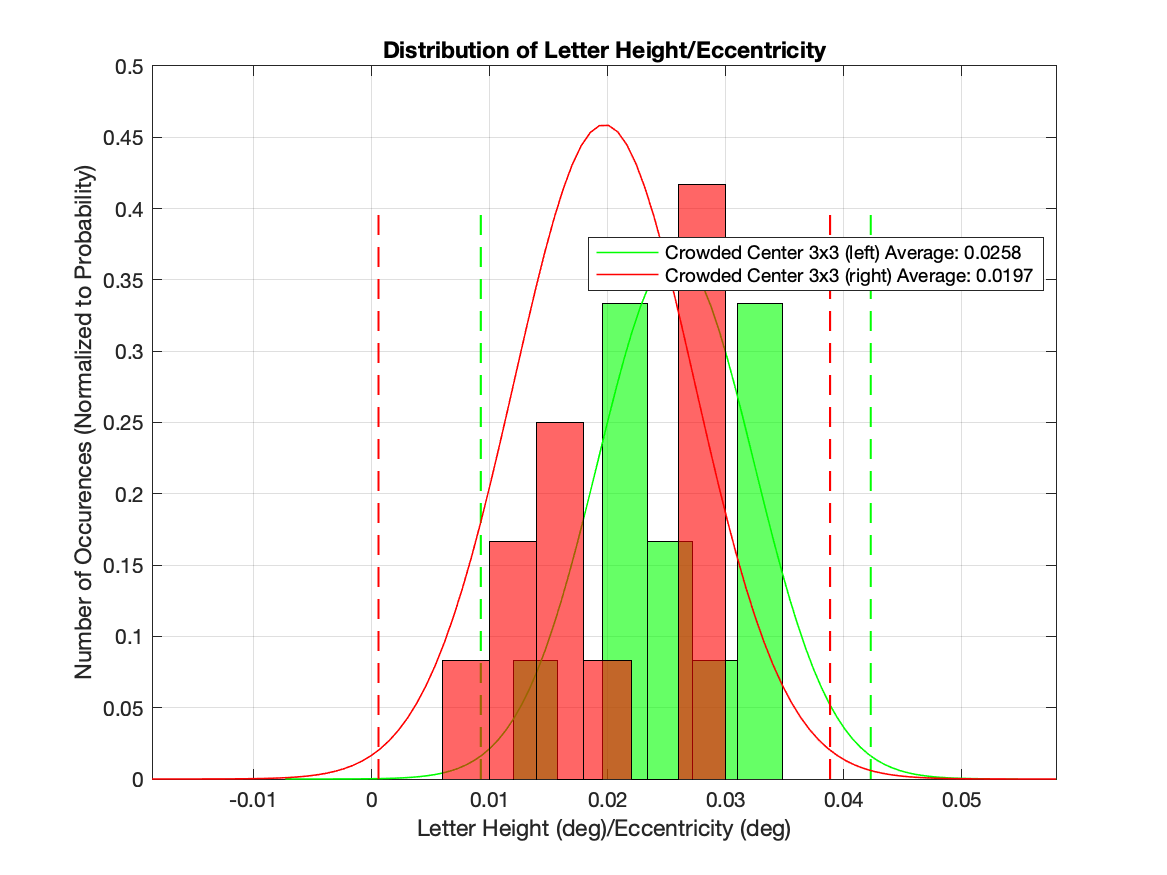 Distribution of Letter Height/Eccentricity
0.5
0.45
0.4
0.35
0.3
0.25
0.2
0.15
0.1
0.05
0
Number of Occurences (Normalized to Probability)
Crowded Center 3x3 (left) Average: 0.0258
Crowded Center 3x3 (right) Average: 0.0197
-0.01 0 0.01 0.02 0.03 0.04 0.05
Letter Height (deg)/Eccentricity (deg)